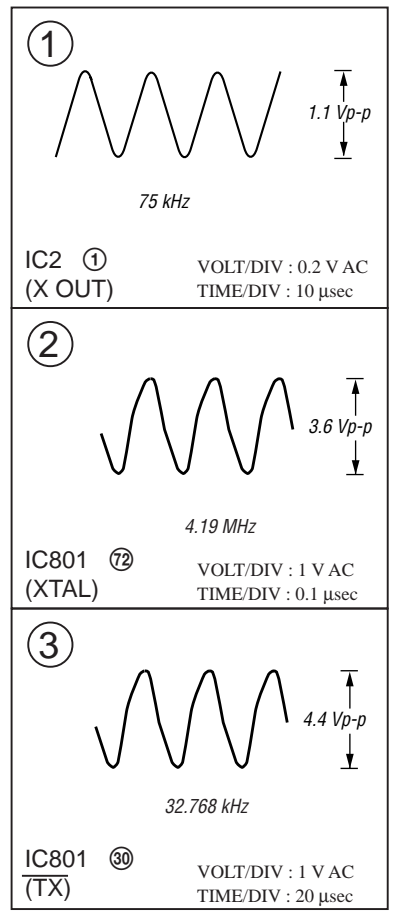 ①
1.1 Vp-p
75 kHz
IC2 ①
(X OUT)
VOLT/DIV : 0.2 V AC
TIME/DIV : 10 µsec
②
3.6 Vp-p
4.19 MHz
IC801 72
(XTAL)
VOLT/DIV : 1 V AC
TIME/DIV : 0.1 µsec
③
4.4 Vp-p
32.768 kHz
IC801 ㉚
(TX)
VOLT/DIV : 1 V AC
TIME/DIV : 20 µsec